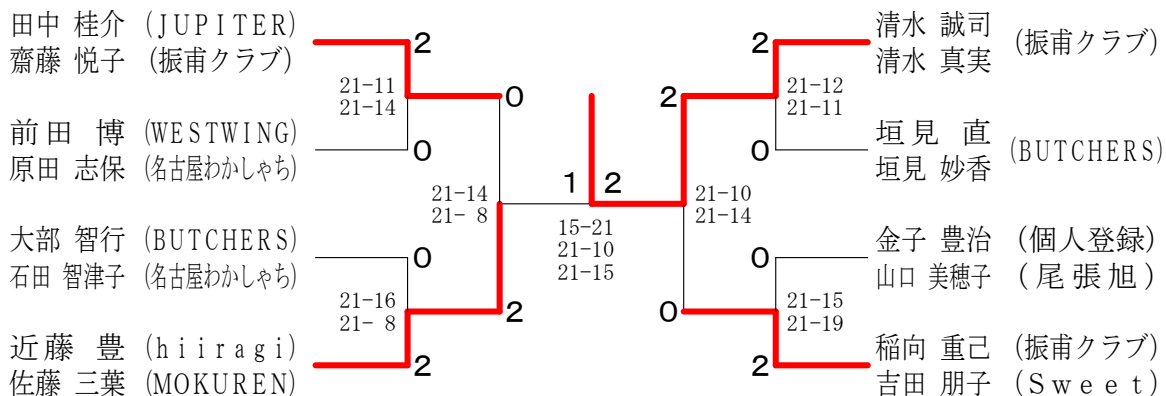 田中 桂介 (JUPITER)
齋藤 悦子 (振甫クラブ)
2
21-11
21-14
0
前田 博 (WESTWING)
原田 志保 (名古屋わかしゃち)
0
21-14
21- 8
大部 智行 (BUTCHERS)
石田 智津子 (名古屋わかしゃち)
0
21-16
21- 8
2
近藤 豊 (hiiragi)
佐藤 三葉 (MOKUREN)
2
1 2
15-21
21-10
21-15
清水 誠司
清水 真実
(振甫クラブ)
2
21-12
21-11
2
垣見 直
垣見 妙香
(BUTCHERS)
0
21-10
21-14
金子 豊治 (個人登録)
山口 美穂子 (尾張旭)
0
21-15
21-19
0
稲向 重己 (振甫クラブ)
吉田 朋子 (Sweet)
2